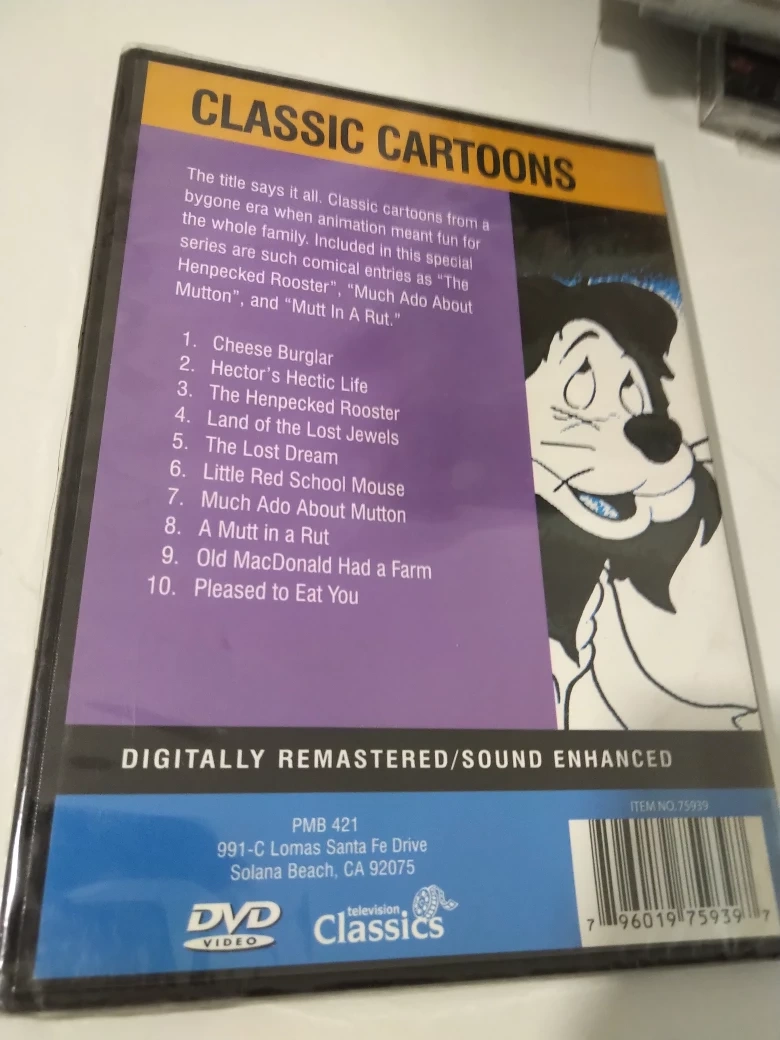 CLASSIC CARTOONS
The title says it all. Classic cartoons from a
bygone era when animation meant fun for
the whole family. Included in this special
series are such comical entries as “The
Henpecked Rooster”, “Much Ado About
Mutton”, and “Mutt In A Rut.”
1. Cheese Burglar
2. Hector's Hectic Life
3. The Henpecked Rooster
4. Land of the Lost Jewels
5. The Lost Dream
6. Little Red School Mouse
7. Much Ado About Mutton
8. A Mutt in a Rut
9. Old MacDonald Had a Farm
10. Pleased to Eat You
DIGITALLY REMASTERED/SOUND ENHANCED
ITEM NO. 75939
PMB 421
991-C Lomas Santa Fe Drive
Solana Beach, CA 92075
DVD
VIDEO
television
Classics
7 96019 75939 7